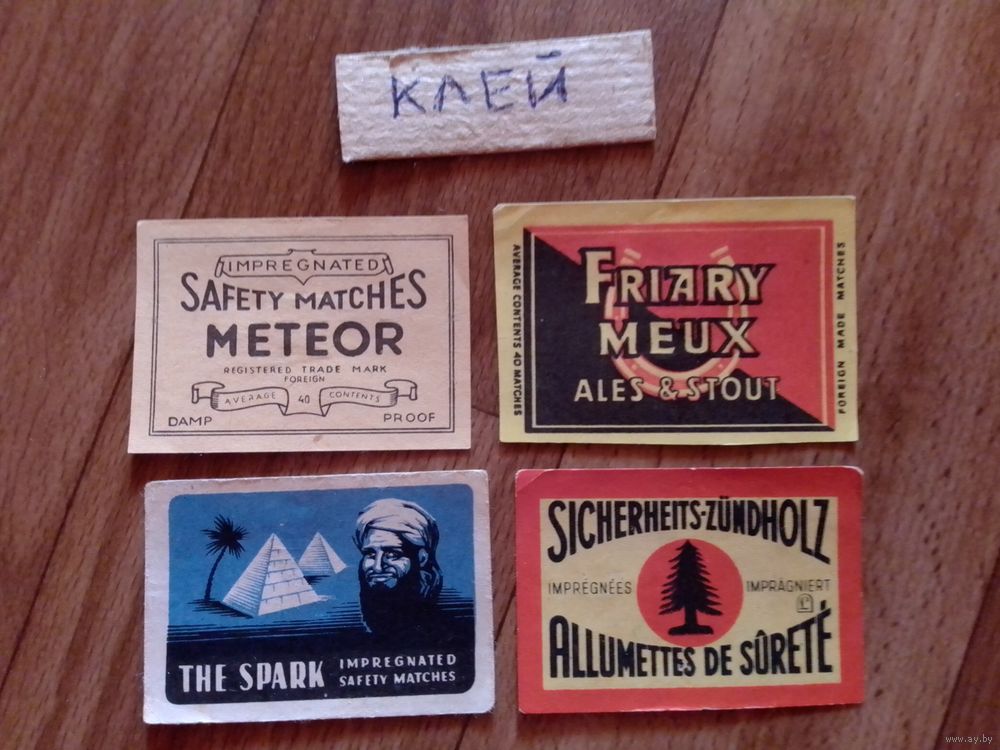 КЛЕЙ
IMPREGNATED
SAFETY MATCHES
METEOR
REGISTERED TRADE MARK
FOREIGN
AVERAGE 40 CONTENTS
DAMP PROOF
AVERAGE CONTENTS 40 MATCHES
FRIARY
MEUX
ALES & STOUT
FOREIGN MADE MATCHES
THE SPARK
IMPREGNATED
SAFETY MATCHES
SICHERHEITS-ZÜNDHOLZ
IMPRÉGNÉES IMPRÄGNIERT
ALLUMETTES DE SÛRETÉ
www.ay.by